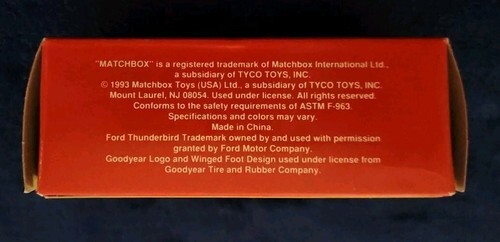 "MATCHBOX" is a registered trademark of Matchbox International Ltd.,
a subsidiary of TYCO TOYS, INC.
© 1993 Matchbox Toys (USA) Ltd., a subsidiary of TYCO TOYS, INC.
Mount Laurel, NJ 08054. Used under license. All rights reserved.
Conforms to the safety requirements of ASTM F-963.
Specifications and colors may vary.
Made in China.
Ford Thunderbird Trademark owned by and used with permission
granted by Ford Motor Company.
Goodyear Logo and Winged Foot Design used under license from
Goodyear Tire and Rubber Company.